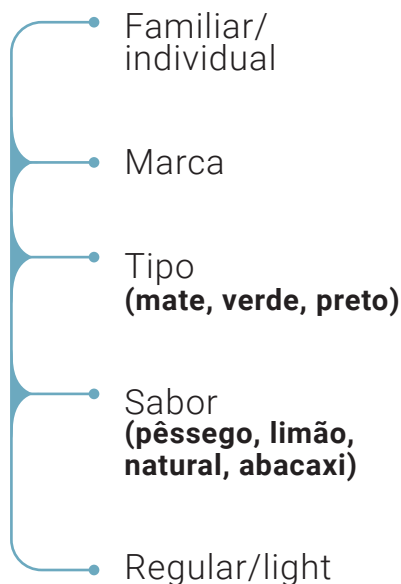 Familiar/
individual
Marca
Tipo
(mate, verde, preto)
Sabor
(pêssego, limão,
natural, abacaxi)
Regular/light